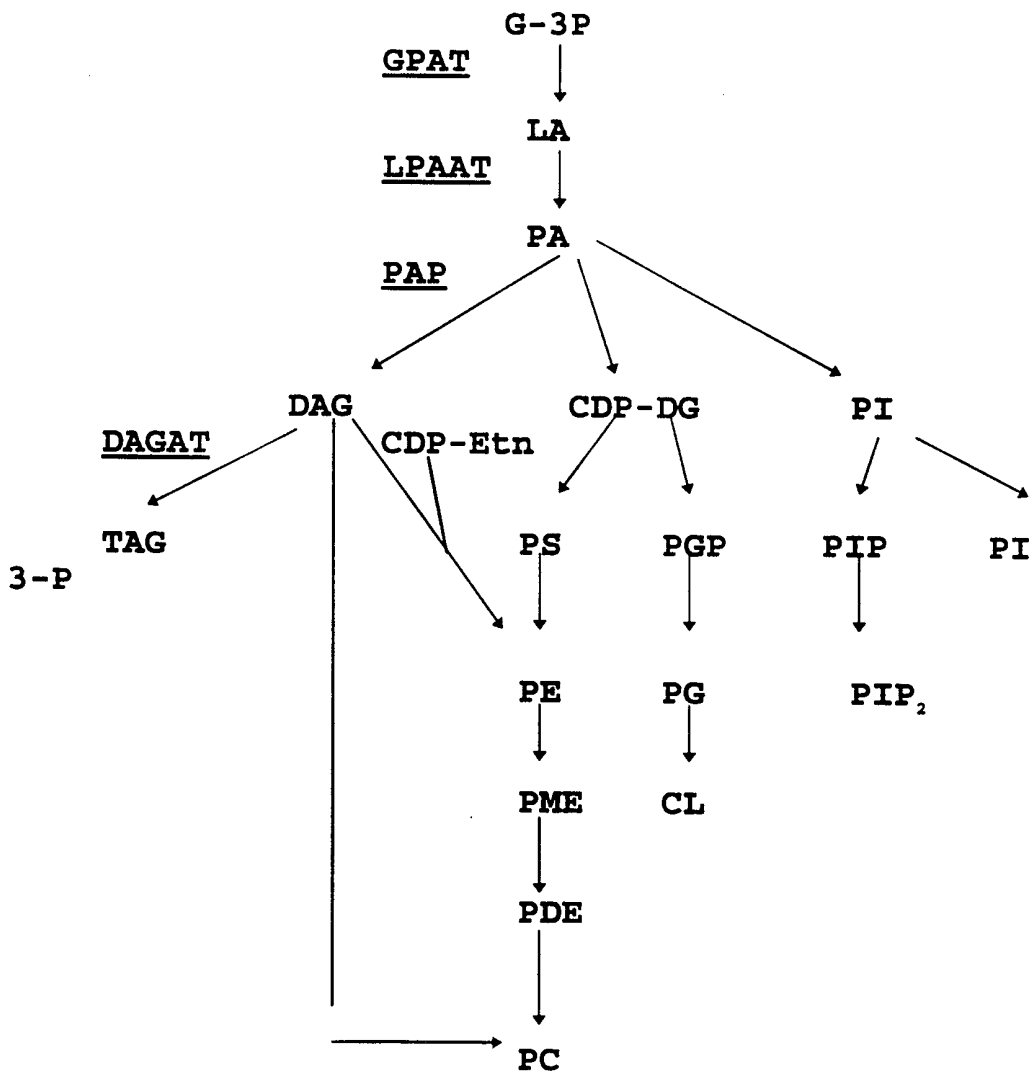 G-3P
GPAT
LA
LPAAT
PA
PAP
DAG CDP-DG PI
DAGAT CDP-Etn
TAG PS PGP PIP PI
3-P
PE PG PIP₂
PME CL
PDE
PC